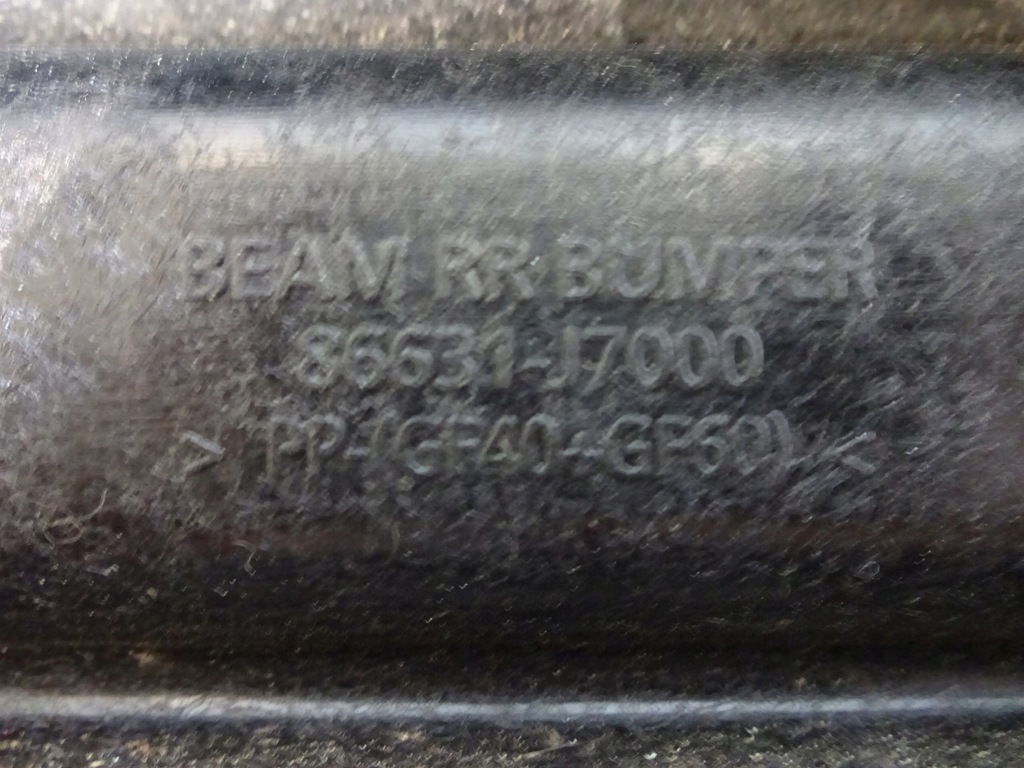 BEAM RR BUMPER
86631-J7000
> PP-(GF40+GF60) <